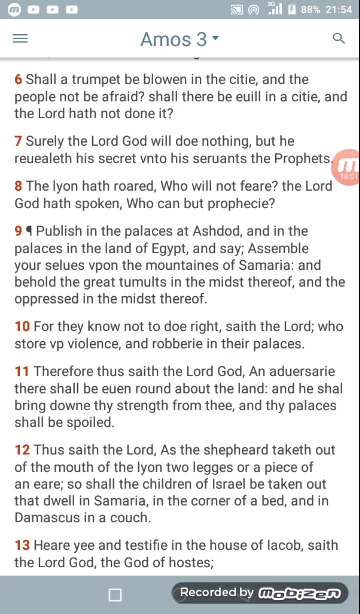 3G 88% 21:54
Amos 3
6 Shall a trumpet be blowen in the citie, and the
people not be afraid? shall there be euill in a citie, and
the Lord hath not done it?
7 Surely the Lord God will doe nothing, but he
reuealeth his secret vnto his seruants the Prophets.
18:01
8 The lyon hath roared, Who will not feare? the Lord
God hath spoken, Who can but prophecie?
9 ¶ Publish in the palaces at Ashdod, and in the
palaces in the land of Egypt, and say; Assemble
your selues vpon the mountaines of Samaria: and
behold the great tumults in the midst thereof, and the
oppressed in the midst thereof.
10 For they know not to doe right, saith the Lord; who
store vp violence, and robberie in their palaces.
11 Therefore thus saith the Lord God, An aduersarie
there shall be euen round about the land: and he shal
bring downe thy strength from thee, and thy palaces
shall be spoiled.
12 Thus saith the Lord, As the shepheard taketh out
of the mouth of the lyon two legges or a piece of
an eare; so shall the children of Israel be taken out
that dwell in Samaria, in the corner of a bed, and in
Damascus in a couch.
13 Heare yee and testifie in the house of Iacob, saith
the Lord God, the God of hostes;
Recorded by Mobizen